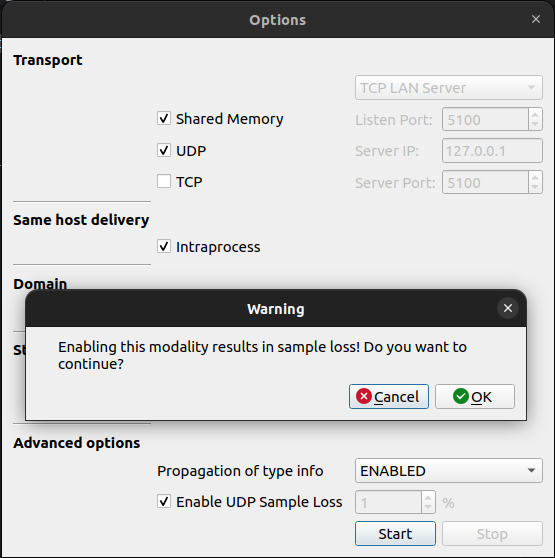 Options
Transport
TCP LAN Server
Shared Memory
Listen Port: 5100
UDP
Server IP: 127.0.0.1
TCP
Server Port: 5100
Same host delivery
Intraprocess
Domain
Warning
Enabling this modality results in sample loss! Do you want to
continue?
Cancel
OK
Advanced options
Propagation of type info
ENABLED
Enable UDP Sample Loss
1 %
Start
Stop